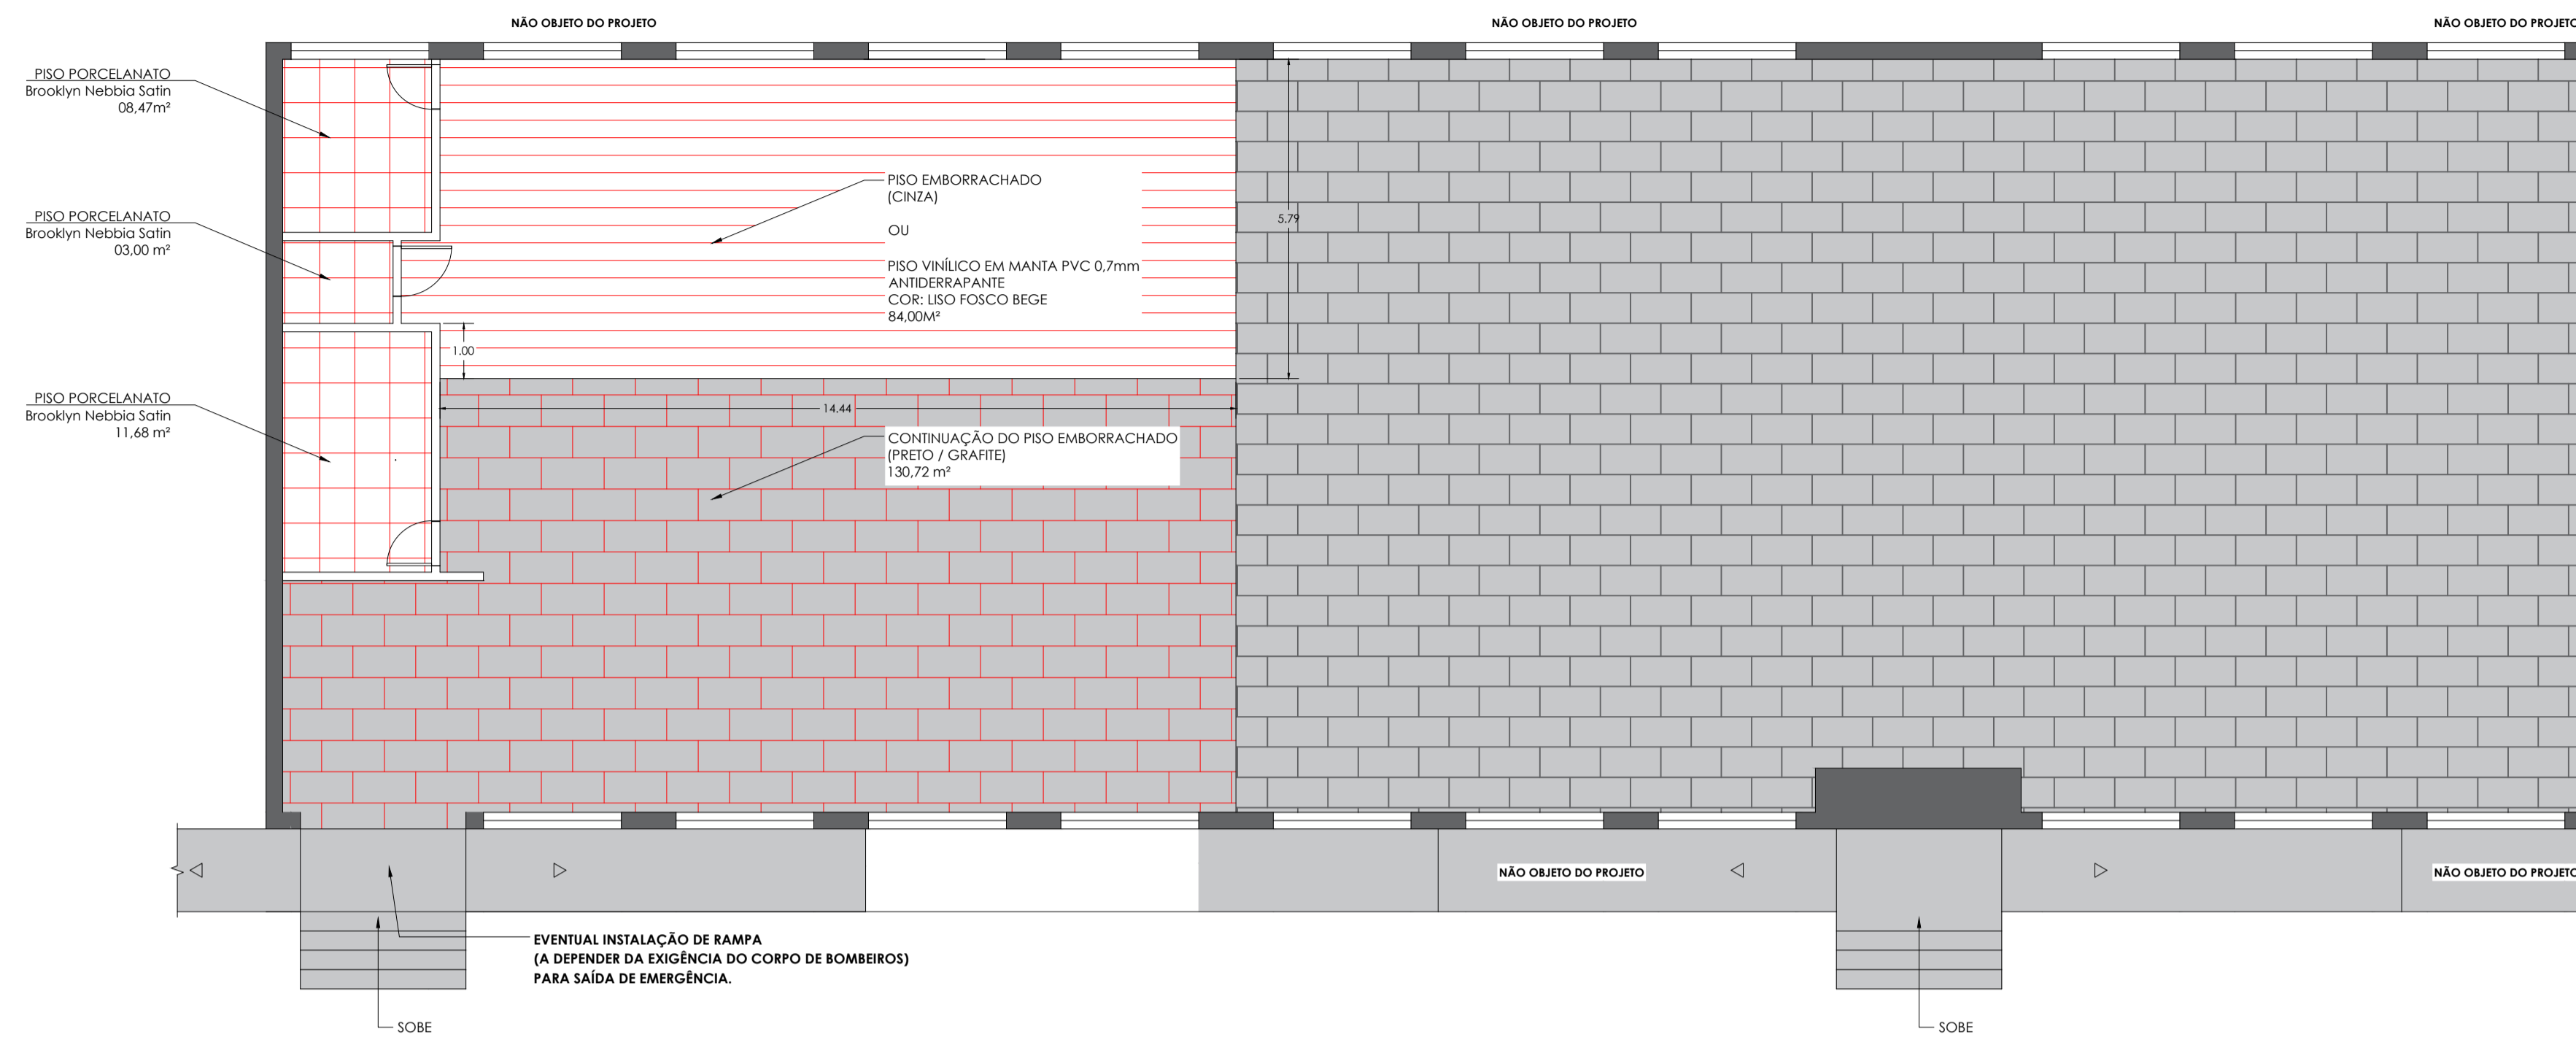 NÃO OBJETO DO PROJETO
NÃO OBJETO DO PROJETO
NÃO OBJETO DO PROJETO
PISO PORCELANATO
Brooklyn Nebbia Satin
08,47m²
PISO PORCELANATO
Brooklyn Nebbia Satin
03,00 m²
PISO PORCELANATO
Brooklyn Nebbia Satin
11,68 m²
PISO EMBORRACHADO
(CINZA)
OU
PISO VINÍLICO EM MANTA PVC 0,7mm
ANTIDERRAPANTE
COR: LISO FOSCO BEGE
84,00M²
5.79
1.00
14.44
CONTINUAÇÃO DO PISO EMBORRACHADO
(PRETO / GRAFITE)
130,72 m²
NÃO OBJETO DO PROJETO
NÃO OBJETO DO PROJETO
EVENTUAL INSTALAÇÃO DE RAMPA
(A DEPENDER DA EXIGÊNCIA DO CORPO DE BOMBEIROS)
PARA SAÍDA DE EMERGÊNCIA.
SOBE
SOBE